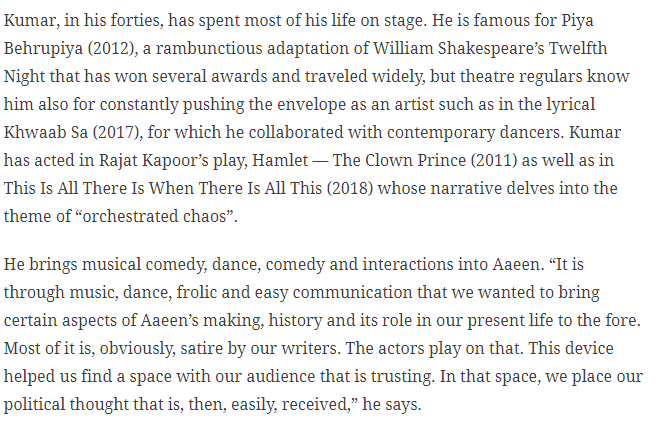 Kumar, in his forties, has spent most of his life on stage. He is famous for Piya
Behrupiya (2012), a rambunctious adaptation of William Shakespeare’s Twelfth
Night that has won several awards and traveled widely, but theatre regulars know
him also for constantly pushing the envelope as an artist such as in the lyrical
Khwaab Sa (2017), for which he collaborated with contemporary dancers. Kumar
has acted in Rajat Kapoor’s play, Hamlet — The Clown Prince (2011) as well as in
This Is All There Is When There Is All This (2018) whose narrative delves into the
theme of “orchestrated chaos”.
He brings musical comedy, dance, comedy and interactions into Aaeen. “It is
through music, dance, frolic and easy communication that we wanted to bring
certain aspects of Aaeen’s making, history and its role in our present life to the fore.
Most of it is, obviously, satire by our writers. The actors play on that. This device
helped us find a space with our audience that is trusting. In that space, we place our
political thought that is, then, easily, received,” he says.